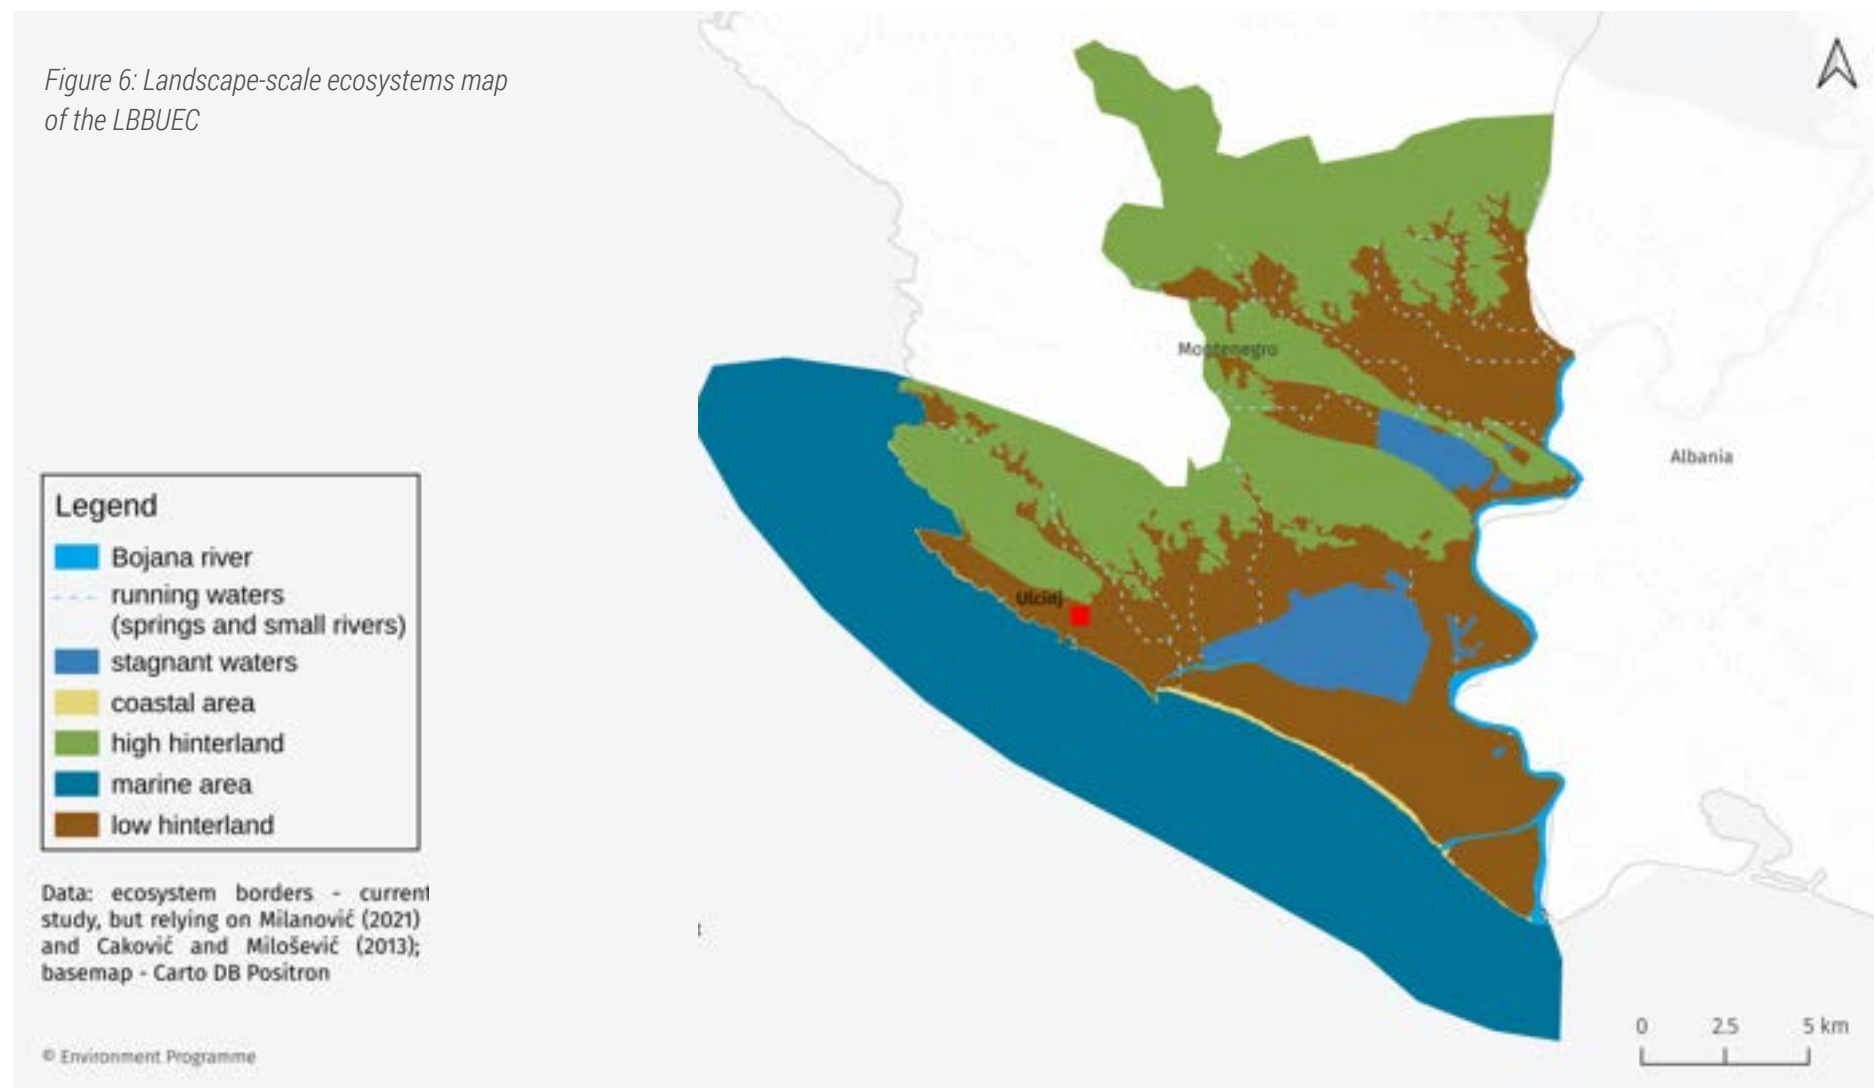 Figure 6: Landscape-scale ecosystems map
of the LBBUEC
Montenegro
Albania
Ulcinj
Legend
Bojana river
running waters
(springs and small rivers)
stagnant waters
coastal area
high hinterland
marine area
low hinterland
Data: ecosystem borders - current
study, but relying on Milanović (2021)
and Caković and Milošević (2013);
basemap - Carto DB Positron
© Environment Programme
0 2.5 5 km